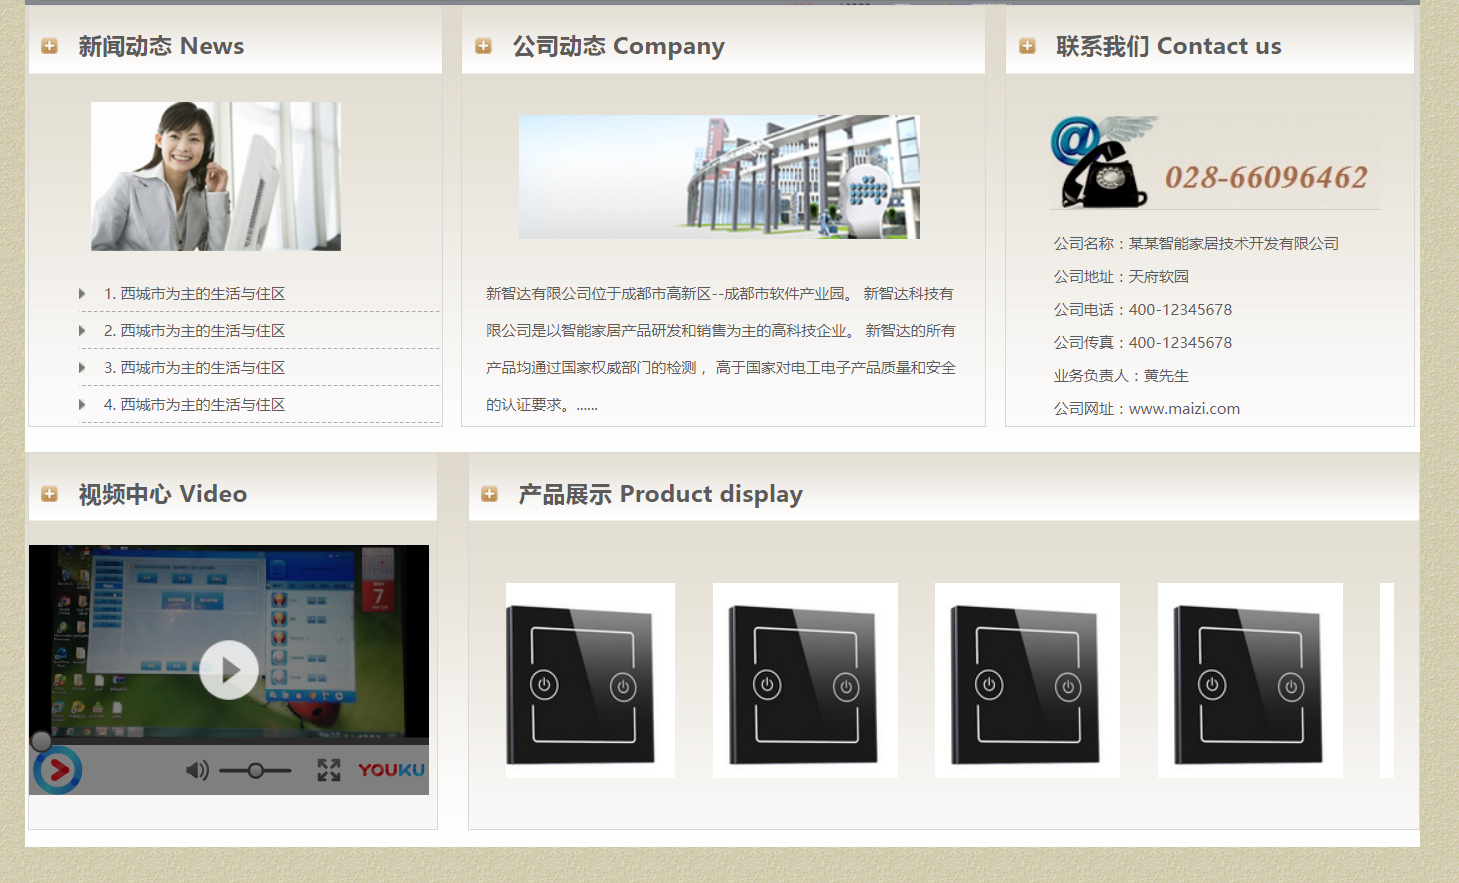 新闻动态 News
1. 西城市为主的生活与住区
2. 西城市为主的生活与住区
3. 西城市为主的生活与住区
4. 西城市为主的生活与住区
公司动态 Company
新智达有限公司位于成都市高新区--成都市软件产业园。 新智达科技有
限公司是以智能家居产品研发和销售为主的高科技企业。 新智达的所有
产品均通过国家权威部门的检测， 高于国家对电工电子产品质量和安全
的认证要求。......
联系我们 Contact us
@
028-66096462
公司名称：某某智能家居技术开发有限公司
公司地址：天府软园
公司电话：400-12345678
公司传真：400-12345678
业务负责人：黄先生
公司网址：www.maizi.com
视频中心 Video
7
YOUKU
产品展示 Product display